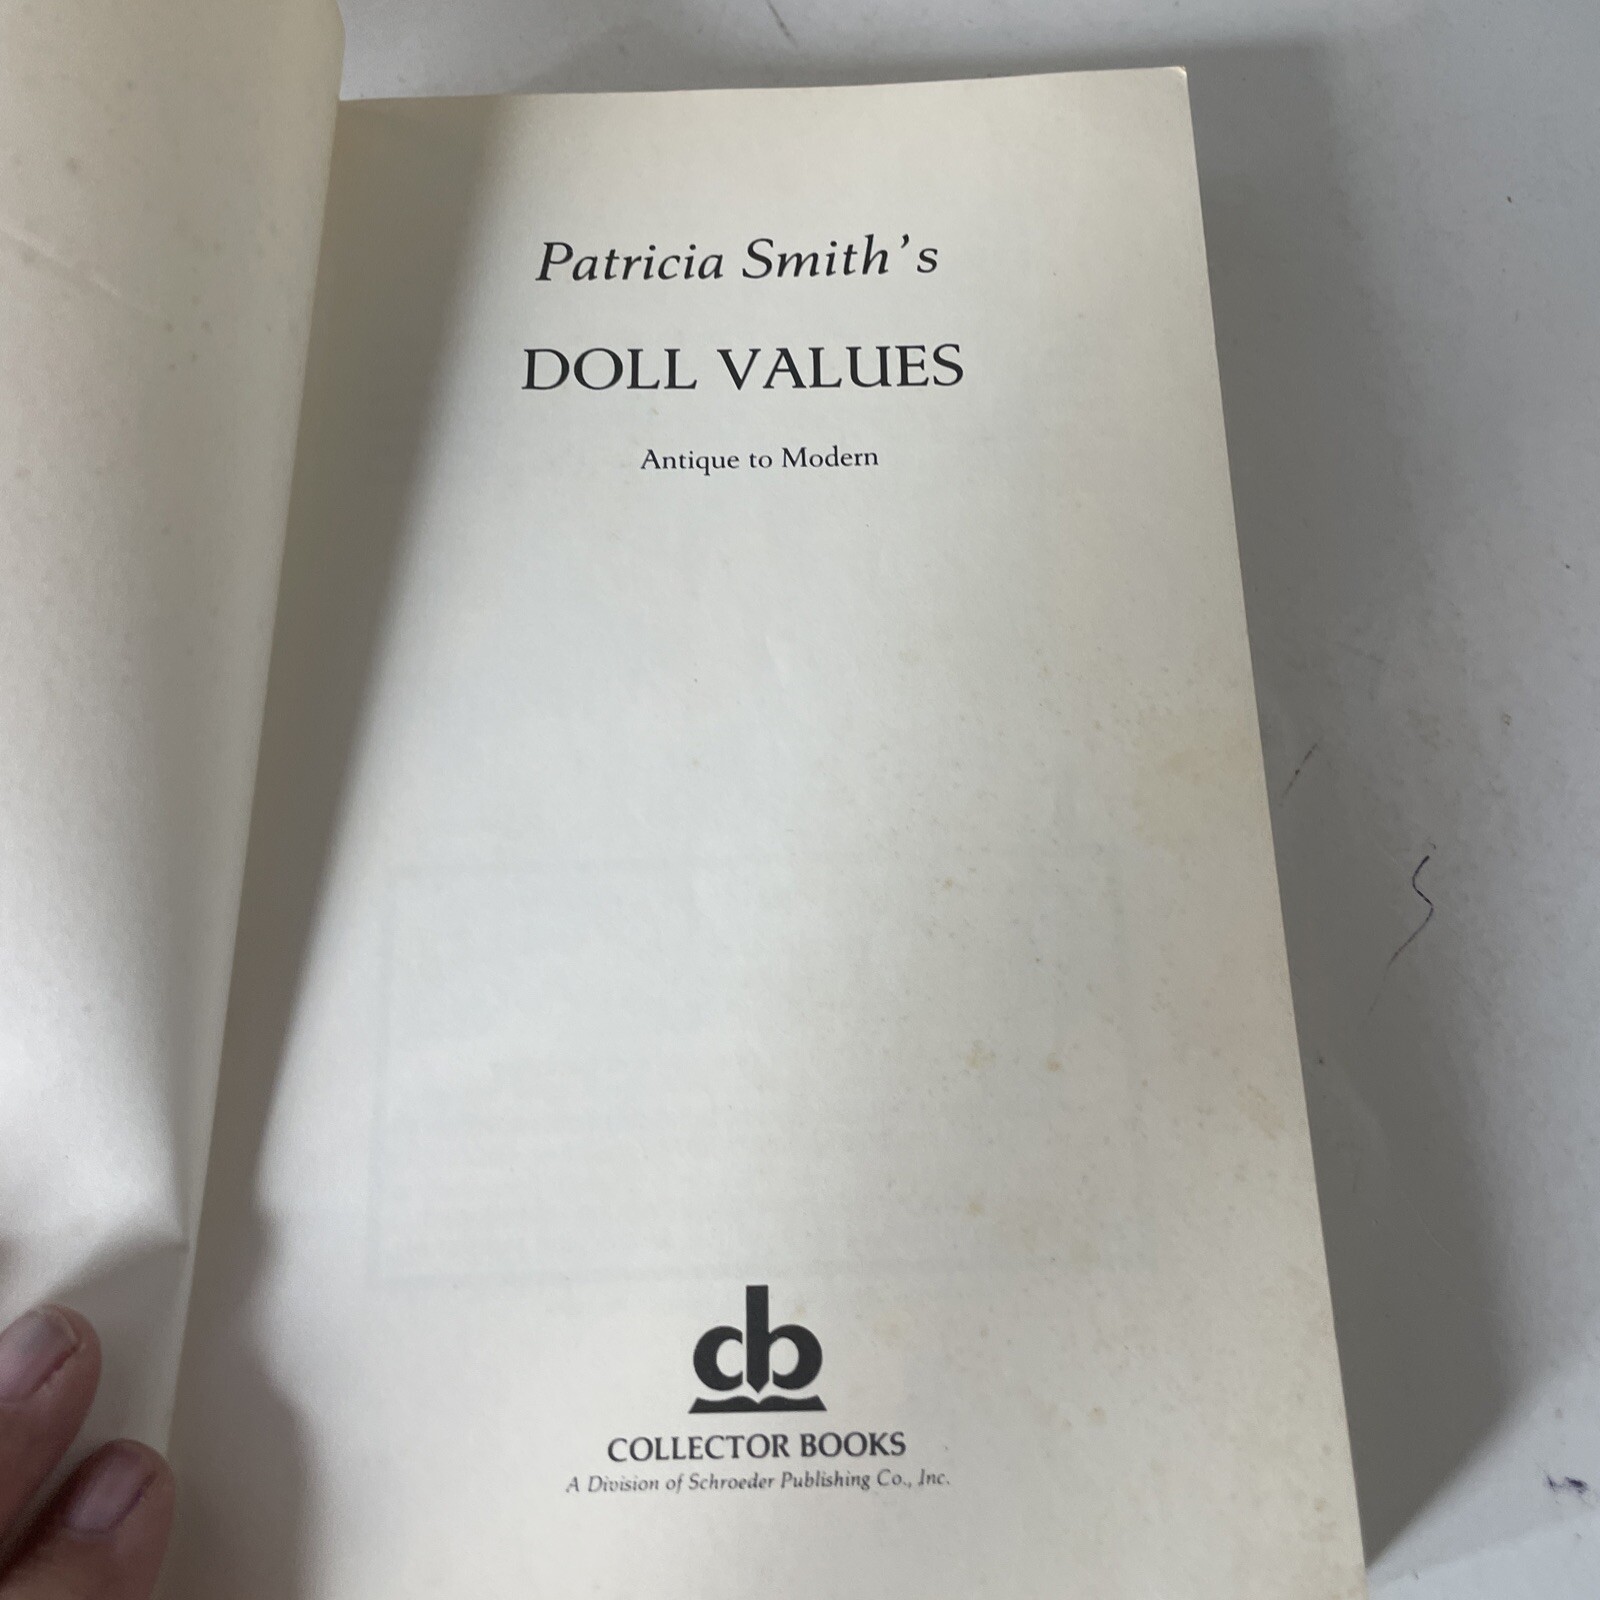 Patricia Smith's
DOLL VALUES
Antique to Modern
cb
COLLECTOR BOOKS
A Division of Schroeder Publishing Co., Inc.